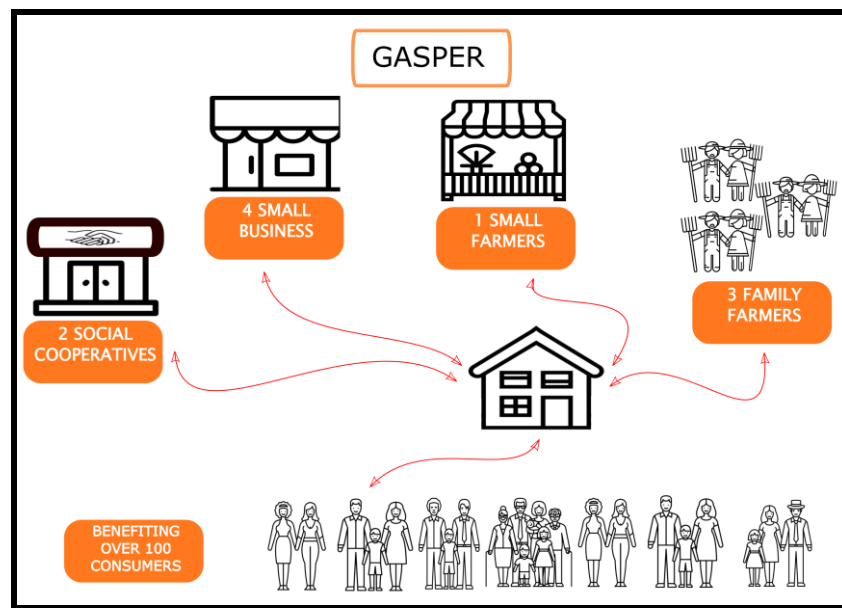 GASPER
4 SMALL
BUSINESS
1 SMALL
FARMERS
2 SOCIAL
COOPERATIVES
3 FAMILY
FARMERS
BENEFITING
OVER 100
CONSUMERS